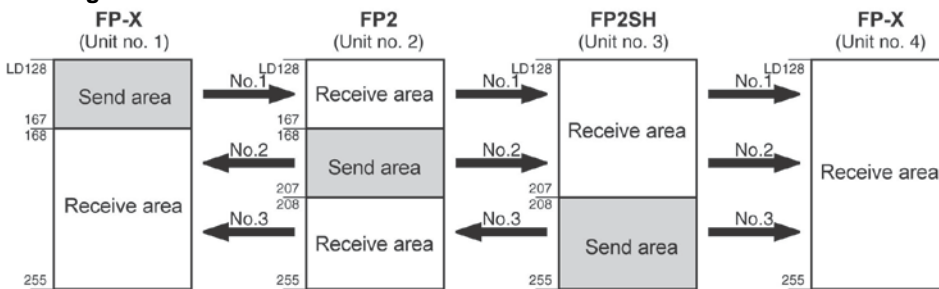 FP-X FP2 FP2SH FP-X
(Unit no. 1) (Unit no. 2) (Unit no. 3) (Unit no. 4)
LD128 LD128 LD128 LD128
No.1 No.1 No.1
Send area Receive area
167 167
168 168
Receive area
No.2 No.2 No.2
Send area Receive area
Receive area
207 207
208 208
No.3 No.3 No.3
Receive area Send area
255 255 255 255